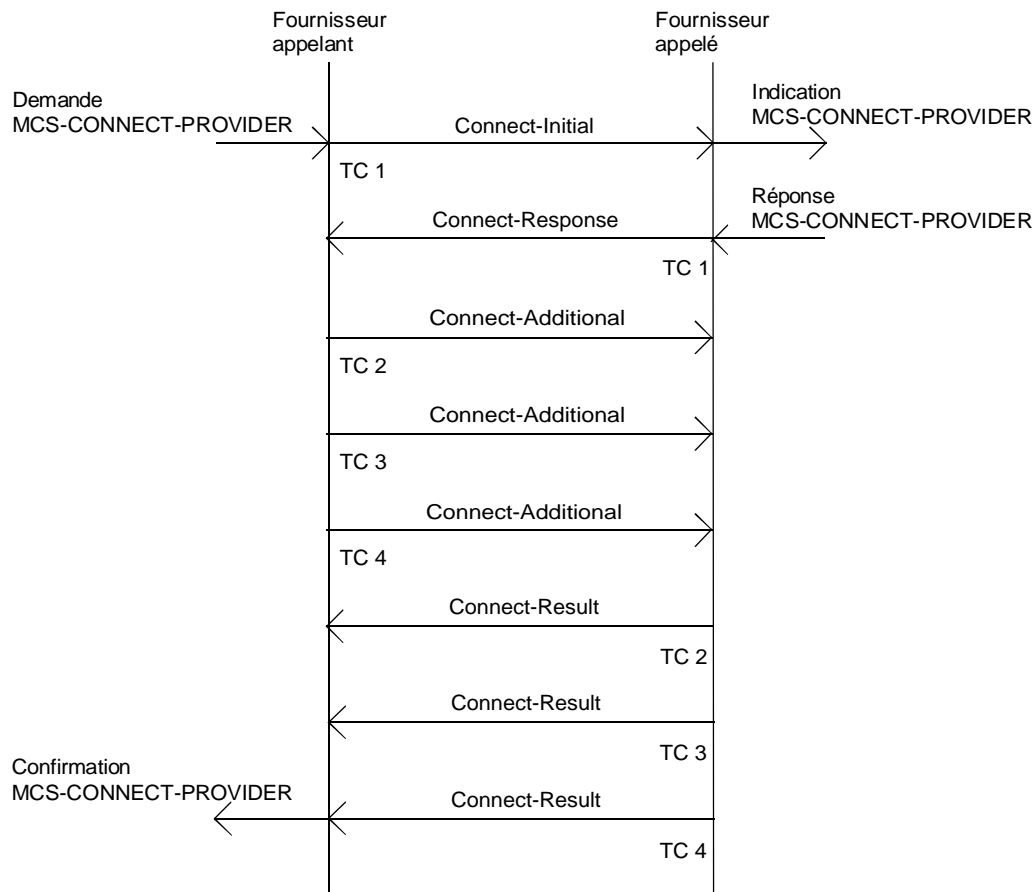 Fournisseur
appelant
Fournisseur
appelé
Demande
MCS-CONNECT-PROVIDER
Connect-Initial
Indication
MCS-CONNECT-PROVIDER
TC 1
Connect-Response
Réponse
MCS-CONNECT-PROVIDER
TC 1
Connect-Additional
TC 2
Connect-Additional
TC 3
Connect-Additional
TC 4
Connect-Result
TC 2
Connect-Result
TC 3
Confirmation
MCS-CONNECT-PROVIDER
Connect-Result
TC 4